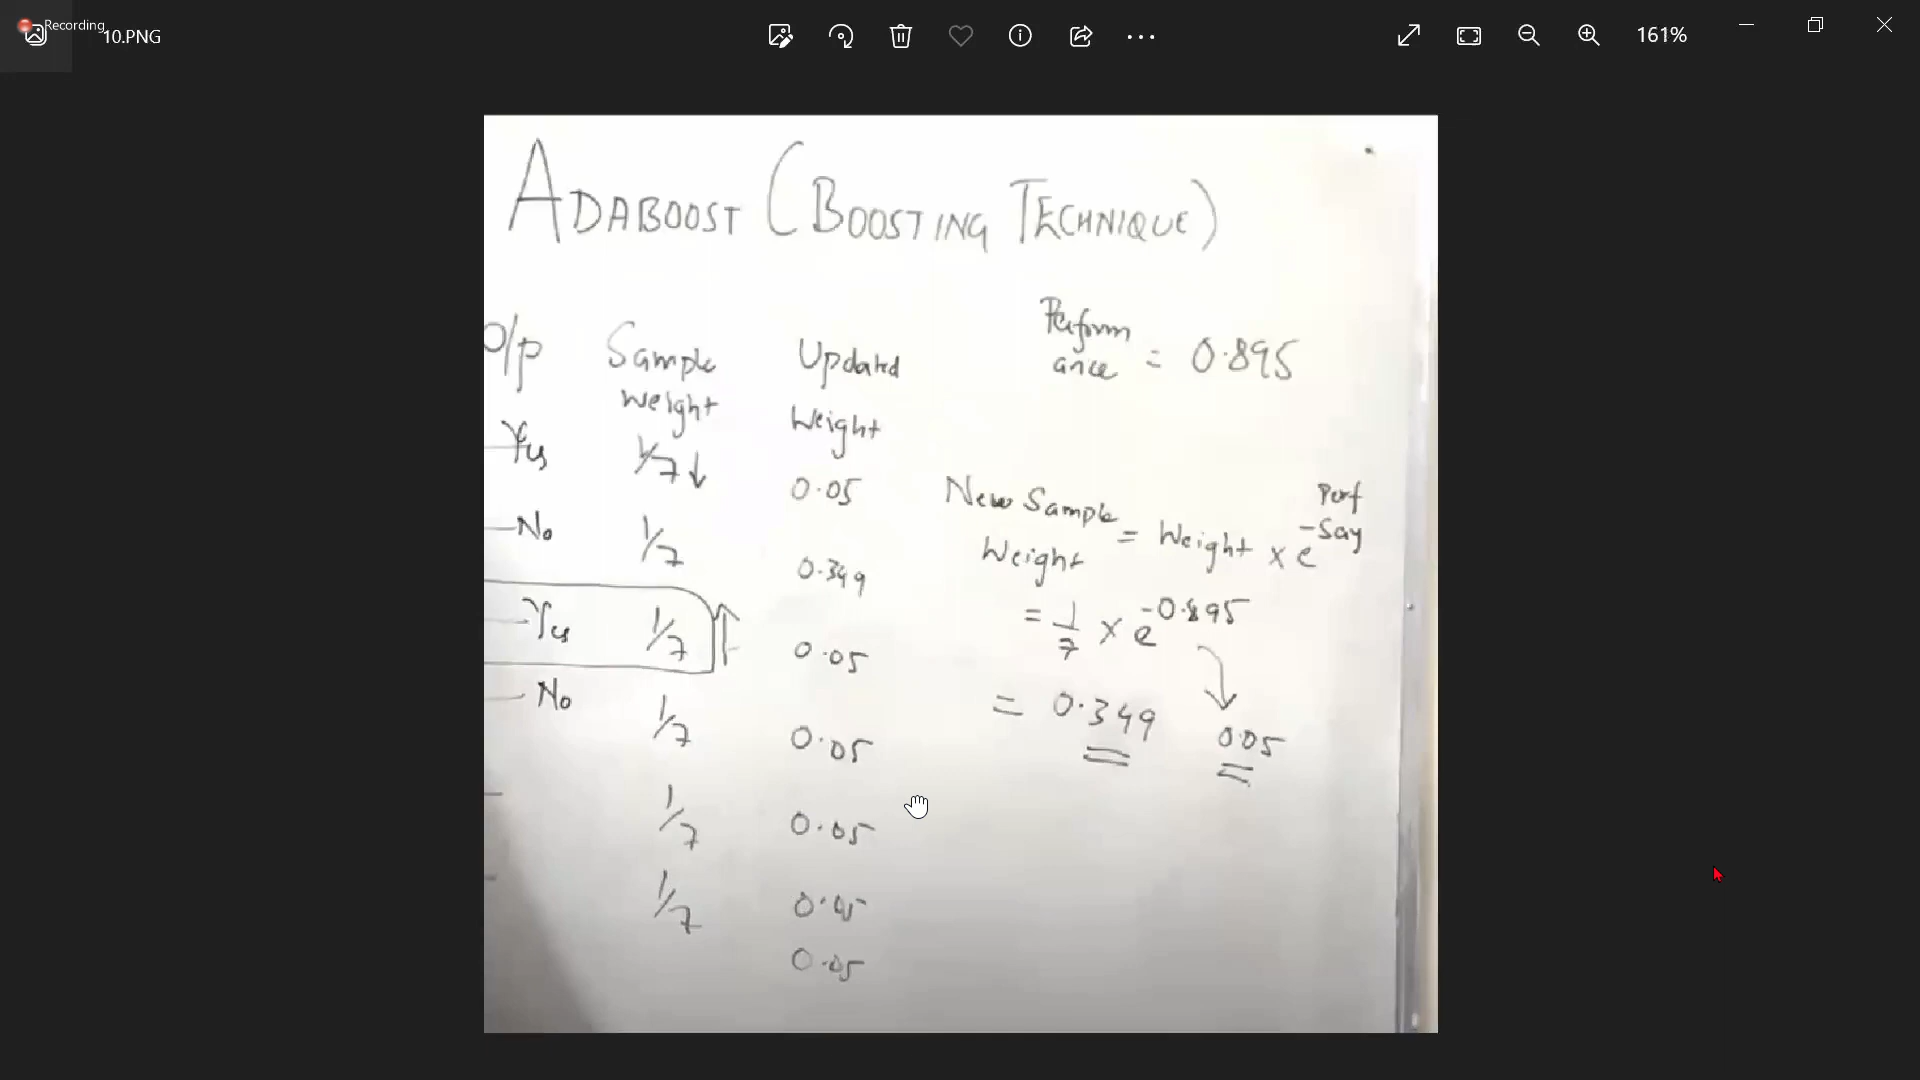 Recording
10.PNG
161%
ADABOOST (BOOSTING TECHNIQUE)
Perform
ance = 0.895
O/p Sample Updated
Weight Weight
Yes 1/7 ↓ 0.05
No 1/7 0.349
Yes 1/7 ↑ 0.05
No 1/7 0.05
1/7 0.05
1/7 0.05
0.05
New Sample Weight = Weight × e^-Perf Say
= 1/7 × e^-0.895
= 0.349 0.05